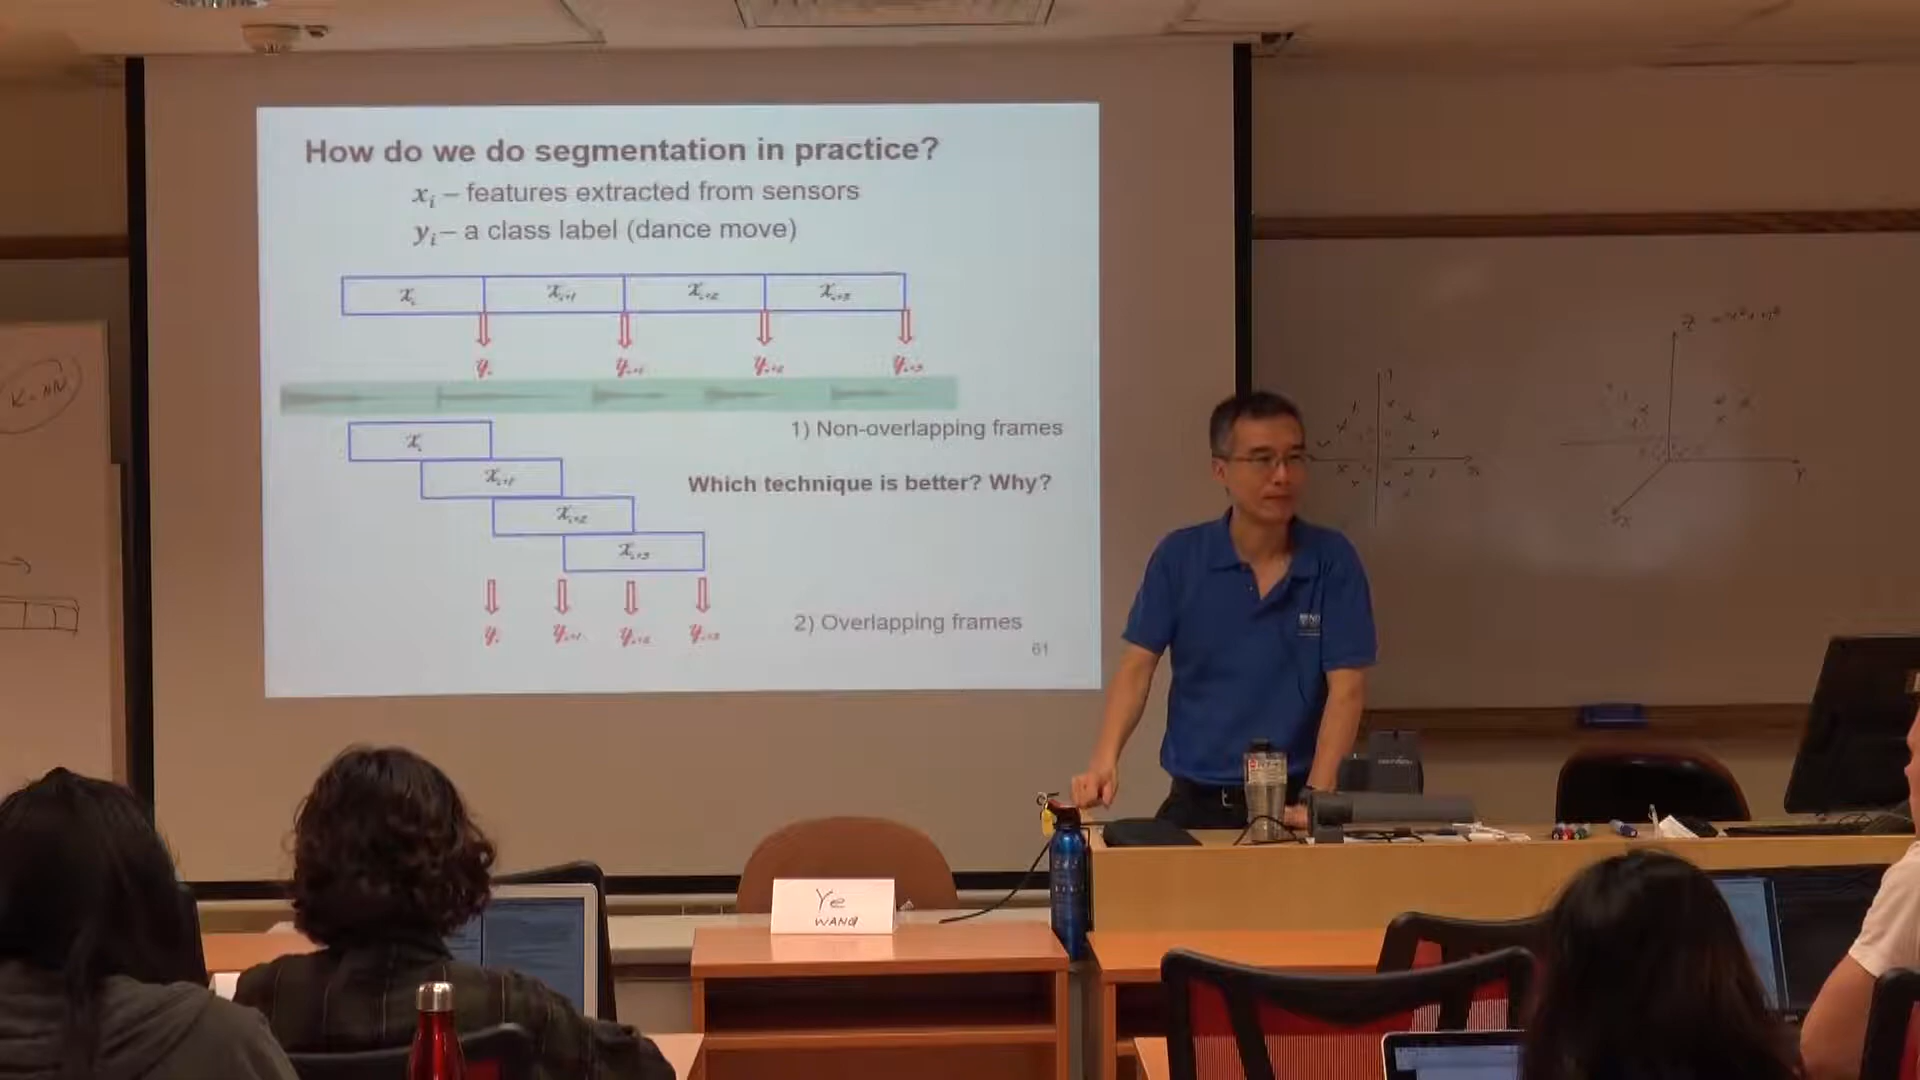 How do we do segmentation in practice?
xᵢ – features extracted from sensors
yᵢ – a class label (dance move)
xᵢ xᵢ₊₁ xᵢ₊₂ xᵢ₊₃
yᵢ yᵢ₊₁ yᵢ₊₂ yᵢ₊₃
1) Non-overlapping frames
xᵢ
xᵢ₊₁
Which technique is better? Why?
xᵢ₊₂
xᵢ₊₃
yᵢ yᵢ₊₁ yᵢ₊₂ yᵢ₊₃
2) Overlapping frames
61
K-NN
Z
Y
X
Ye
WANG